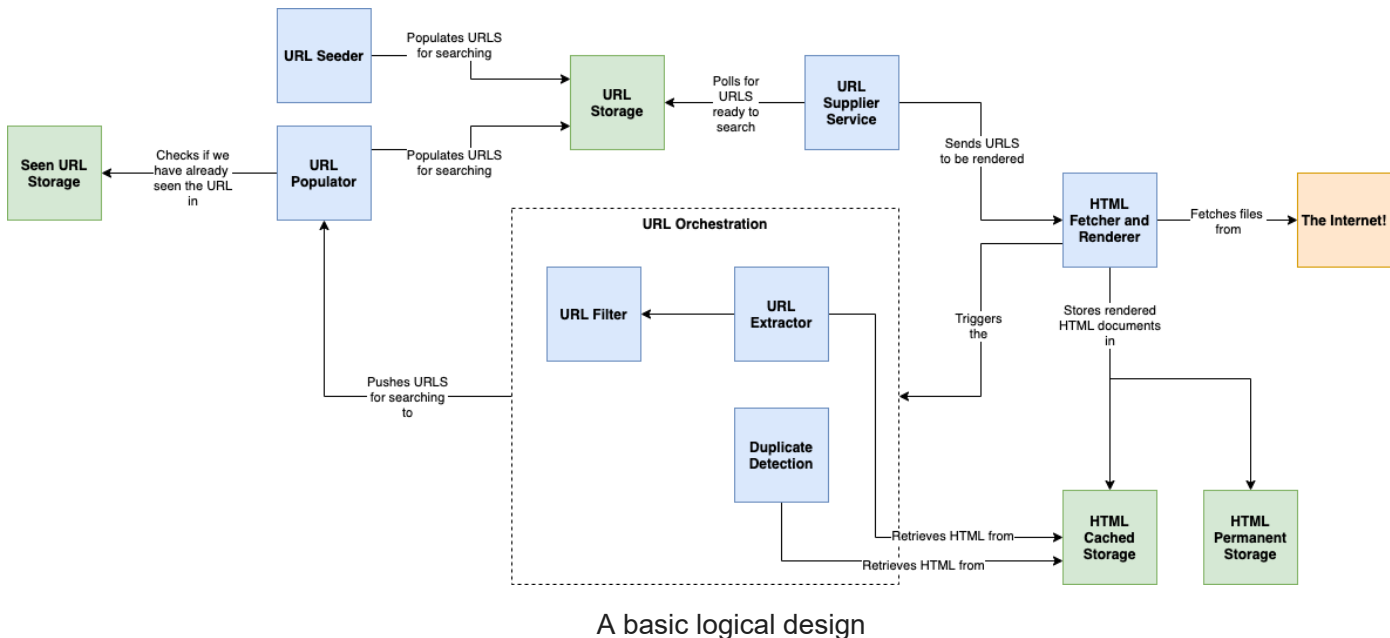 URL Seeder
Populates URLS
for searching
URL
Storage
Polls for
URLS
ready to
search
URL
Supplier
Service
Seen URL
Storage
Checks if we
have already
seen the URL
in
URL
Populator
Populates URLS
for searching
Sends URLS
to be rendered
HTML
Fetcher and
Renderer
Fetches files
from
The Internet!
URL Orchestration
URL Filter
URL
Extractor
Triggers
the
Stores rendered
HTML documents
in
Pushes URLS
for searching
to
Duplicate
Detection
Retrieves HTML from
Retrieves HTML from
HTML
Cached
Storage
HTML
Permanent
Storage
A basic logical design